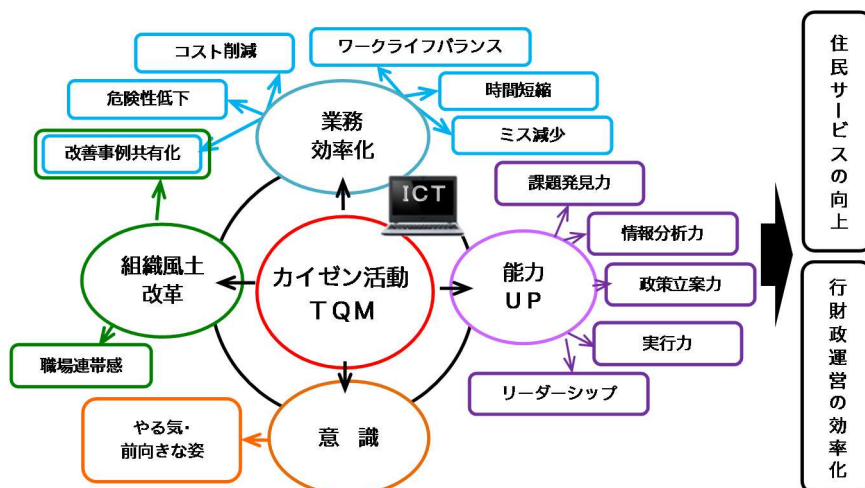 コスト削減
ワークライフバランス
危険性低下
時間短縮
業務
効率化
ミス減少
改善事例共有化
ICT
課題発見力
情報分析力
組織風土
改革
カイゼン活動
TQM
能力
UP
政策立案力
実行力
職場連帯感
リーダーシップ
やる気・
前向きな姿
意 識
住民サービスの向上
行財政運営の効率化